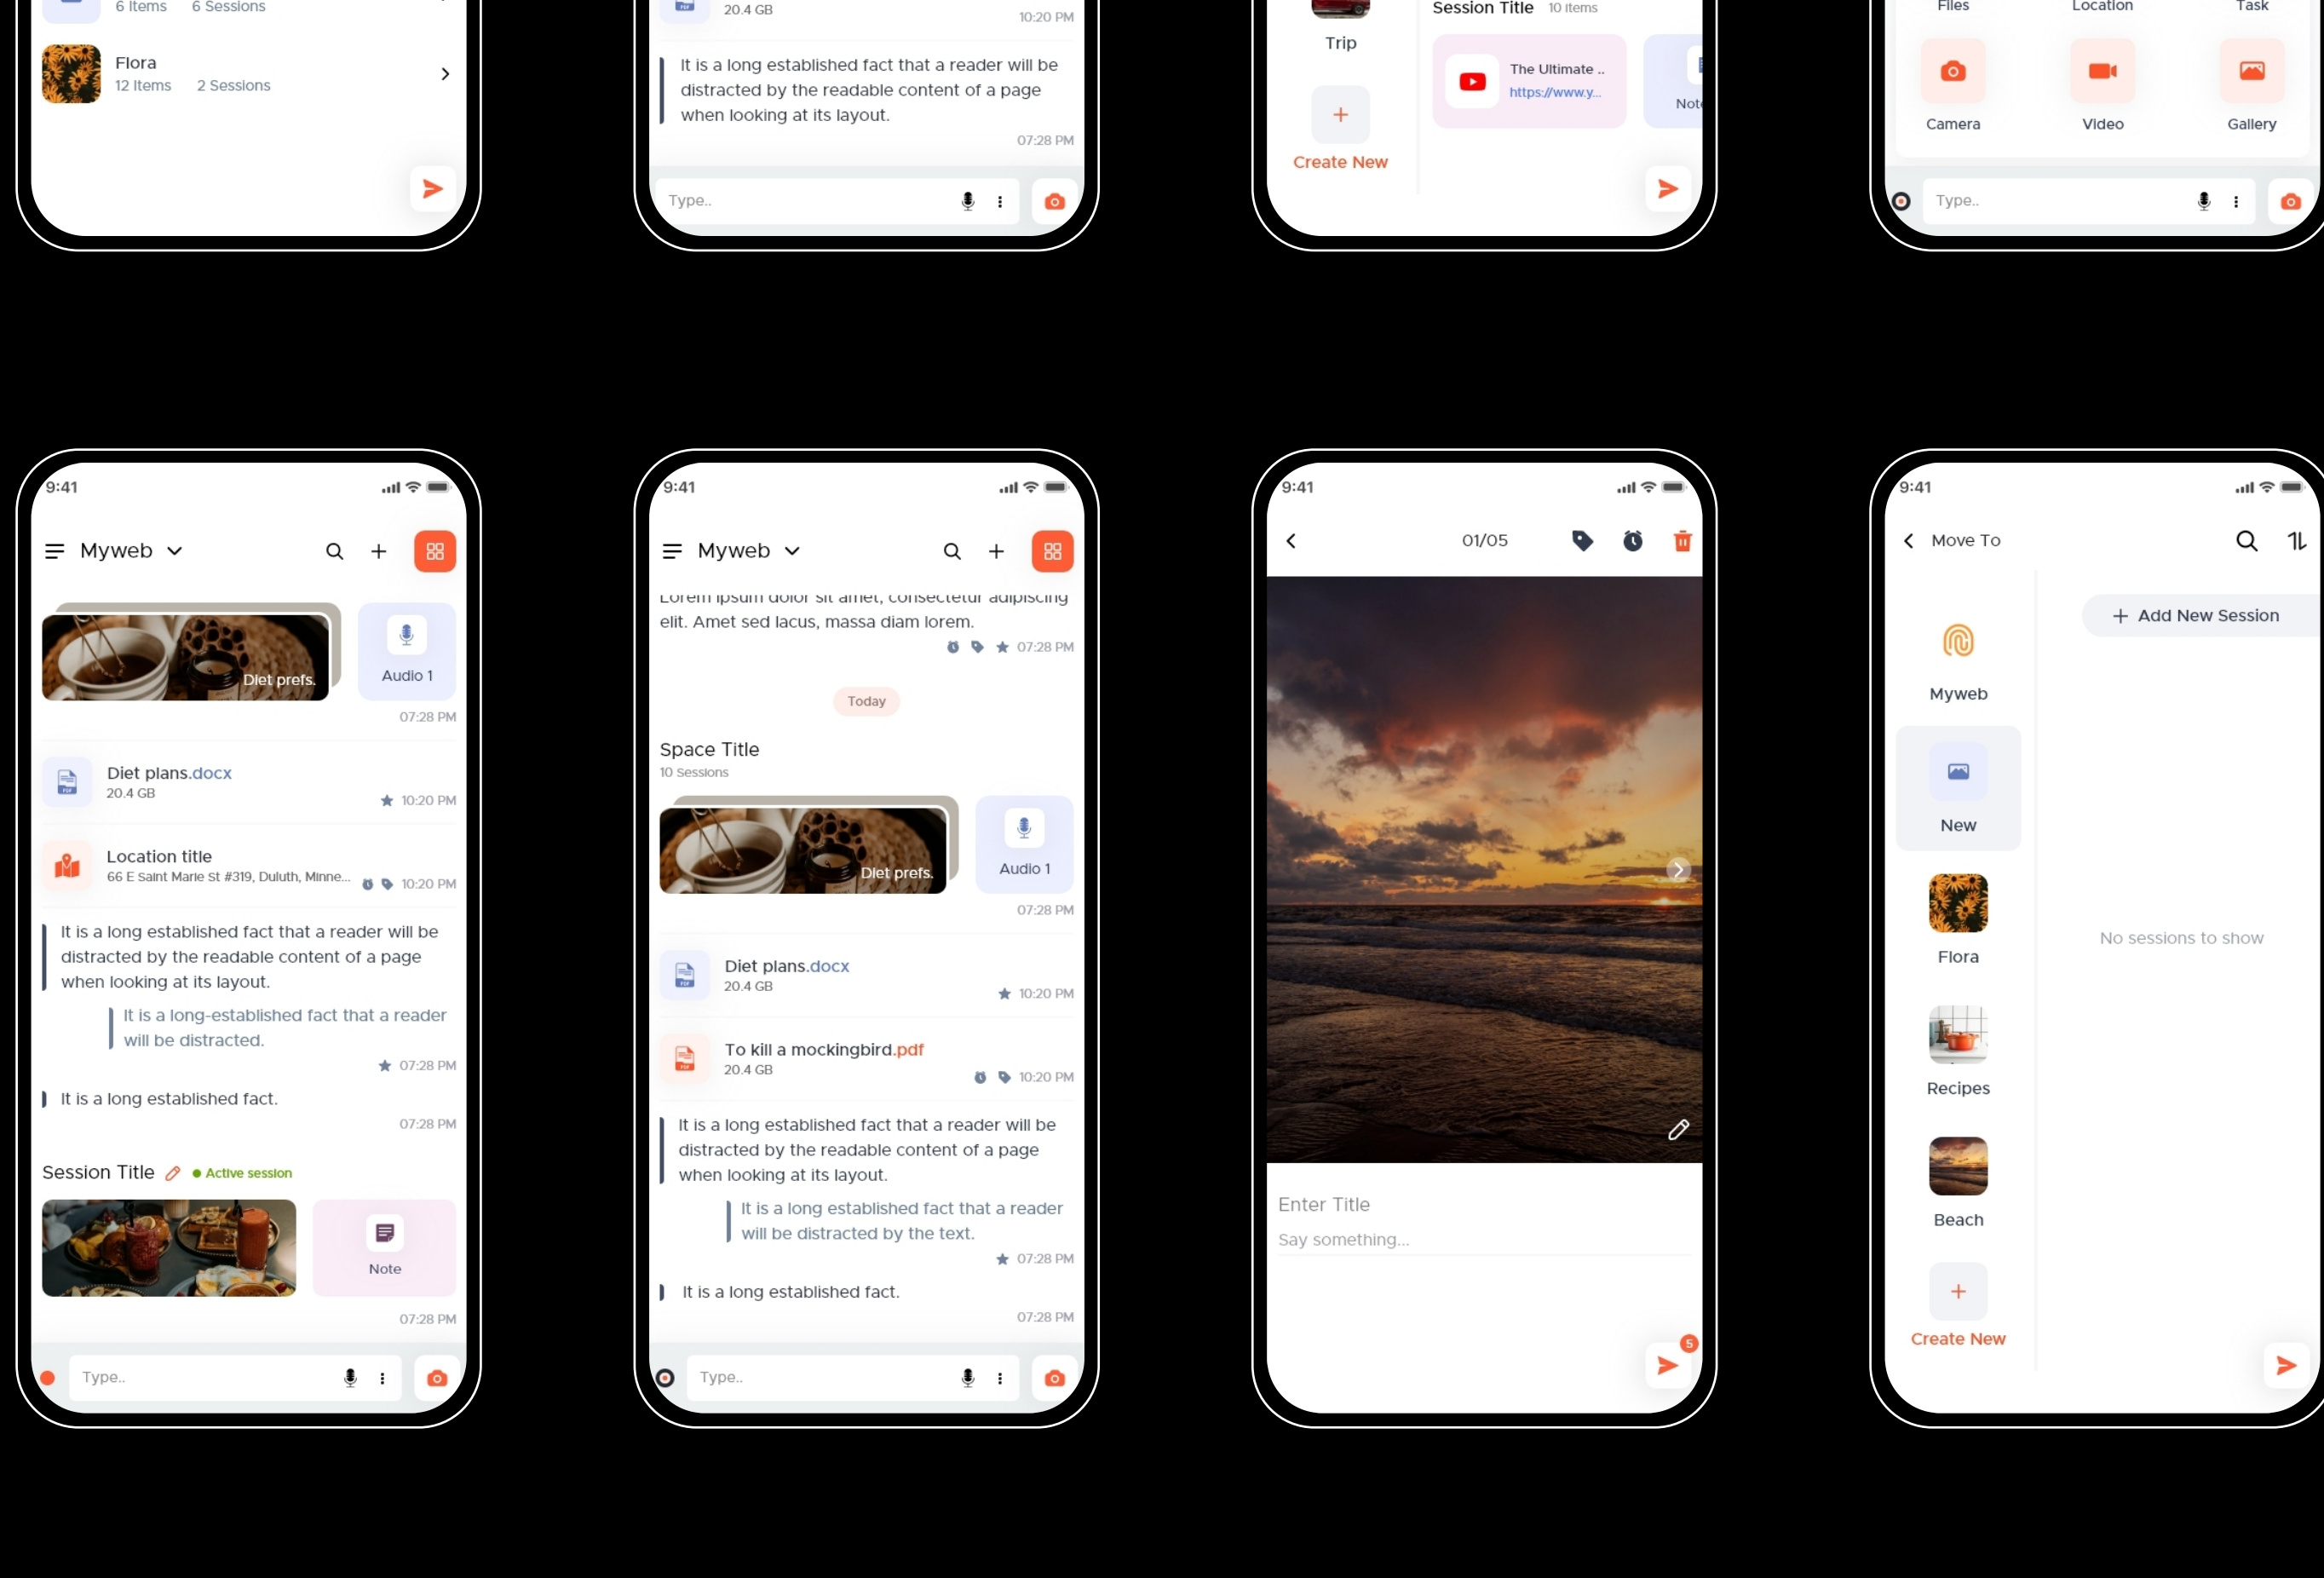 6 Items 6 Sessions
Flora
12 Items 2 Sessions
20.4 GB
10:20 PM
It is a long established fact that a reader will be
distracted by the readable content of a page
when looking at its layout.
07:28 PM
Type..
Trip
Create New
Session Title 10 Items
The Ultimate ..
https://www.y...
Files Location Task
Camera Video Gallery
Type..
9:41
Myweb
Diet prefs.
Audio 1
07:28 PM
Diet plans.docx
20.4 GB
10:20 PM
Location title
66 E Saint Marie St #319, Duluth, Minne...
10:20 PM
It is a long established fact that a reader will be
distracted by the readable content of a page
when looking at its layout.
It is a long-established fact that a reader
will be distracted.
07:28 PM
It is a long established fact.
07:28 PM
Session Title Active session
Note
07:28 PM
Type..
9:41
Myweb
Lorem ipsum dolor sit amet, consectetur adipiscing
elit. Amet sed lacus, massa diam lorem.
07:28 PM
Today
Space Title
10 Sessions
Diet prefs.
Audio 1
07:28 PM
Diet plans.docx
20.4 GB
10:20 PM
To kill a mockingbird.pdf
20.4 GB
10:20 PM
It is a long established fact that a reader will be
distracted by the readable content of a page
when looking at its layout.
It is a long established fact that a reader
will be distracted by the text.
07:28 PM
It is a long established fact.
07:28 PM
Type..
9:41
01/05
Enter Title
Say something...
5
9:41
Move To
Add New Session
Myweb
New
No sessions to show
Flora
Recipes
Beach
Create New